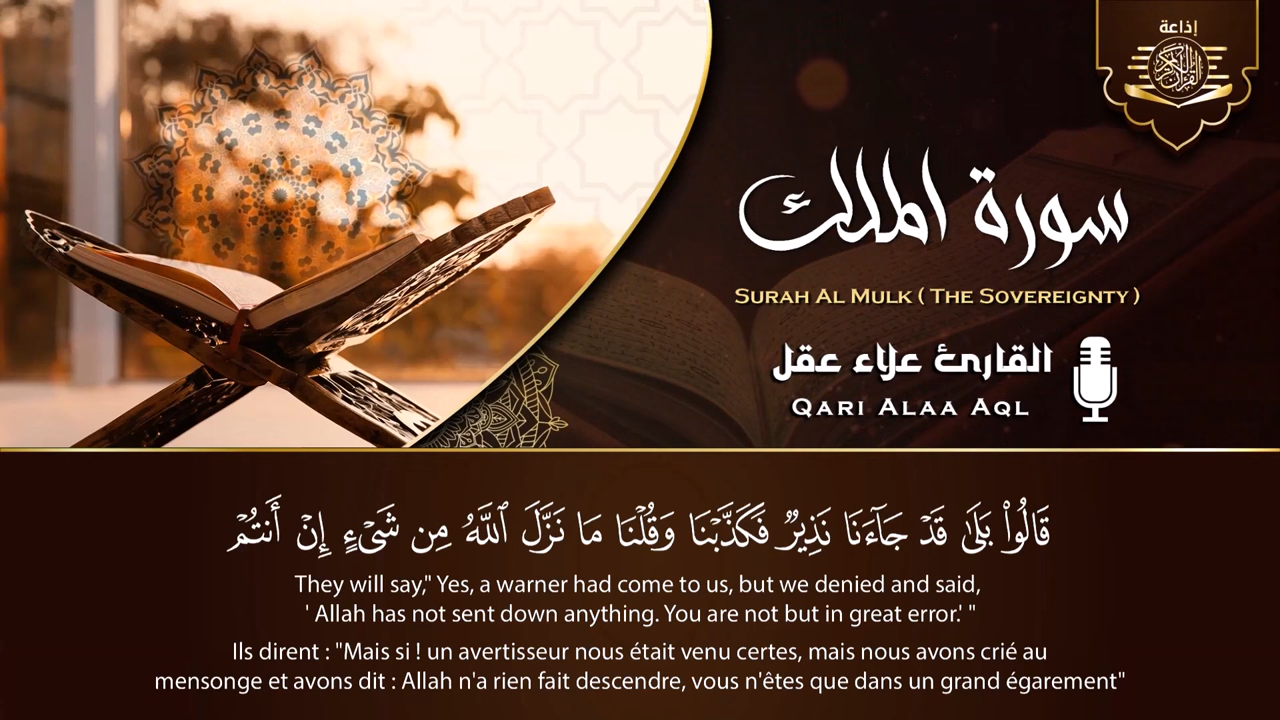 إذاعة
القرآن الكريم
سورة الملك
SURAH AL MULK ( THE SOVEREIGNTY )
القارئ علاء عقل
QARI ALAA AQL
قَالُوا۟ بَلَىٰ قَدْ جَآءَنَا نَذِيرٌ فَكَذَّبْنَا وَقُلْنَا مَا نَزَّلَ ٱللَّهُ مِن شَىْءٍ إِنْ أَنتُمْ
They will say," Yes, a warner had come to us, but we denied and said,
' Allah has not sent down anything. You are not but in great error.' "
Ils dirent : "Mais si ! un avertisseur nous était venu certes, mais nous avons crié au
mensonge et avons dit : Allah n'a rien fait descendre, vous n'êtes que dans un grand égarement"